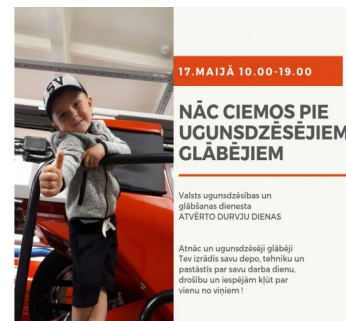 17.MAIJĀ 10.00-19.00
NĀC CIEMOS PIE
UGUNSDZĒSĒJIEM
GLĀBĒJIEM
Valsts ugunsdzēsības un
glābšanas dienesta
ATVĒRTO DURVJU DIENAS
Atnāc un ugunsdzēsēji glābēji
Tev izrādīs savu depo, tehniku un
pastāstīs par savu darba dienu,
drošību un iespējām kļūt par
vienu no viņiem !